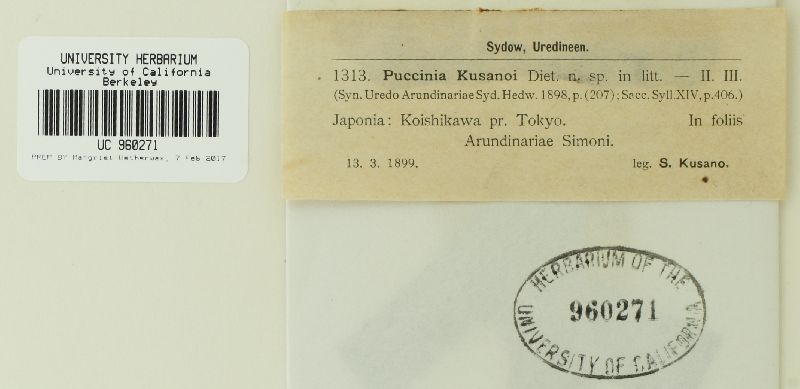 UNIVERSITY HERBARIUM
University of California
Berkeley
UC 960271
PREP BY Margriet Wetherwax, 7 Feb 2017
Sydow, Uredineen.
1313. Puccinia Kusanoi Diet. n. sp. in litt. — II. III.
(Syn. Uredo Arundinariae Syd. Hedw. 1898, p. (207); Sacc. Syll. XIV, p. 406.)
Japonia: Koishikawa pr. Tokyo. In foliis
Arundinariae Simoni.
13. 3. 1899. leg. S. Kusano.
HERBARIUM OF THE
960271
UNIVERSITY OF CALIFORNIA